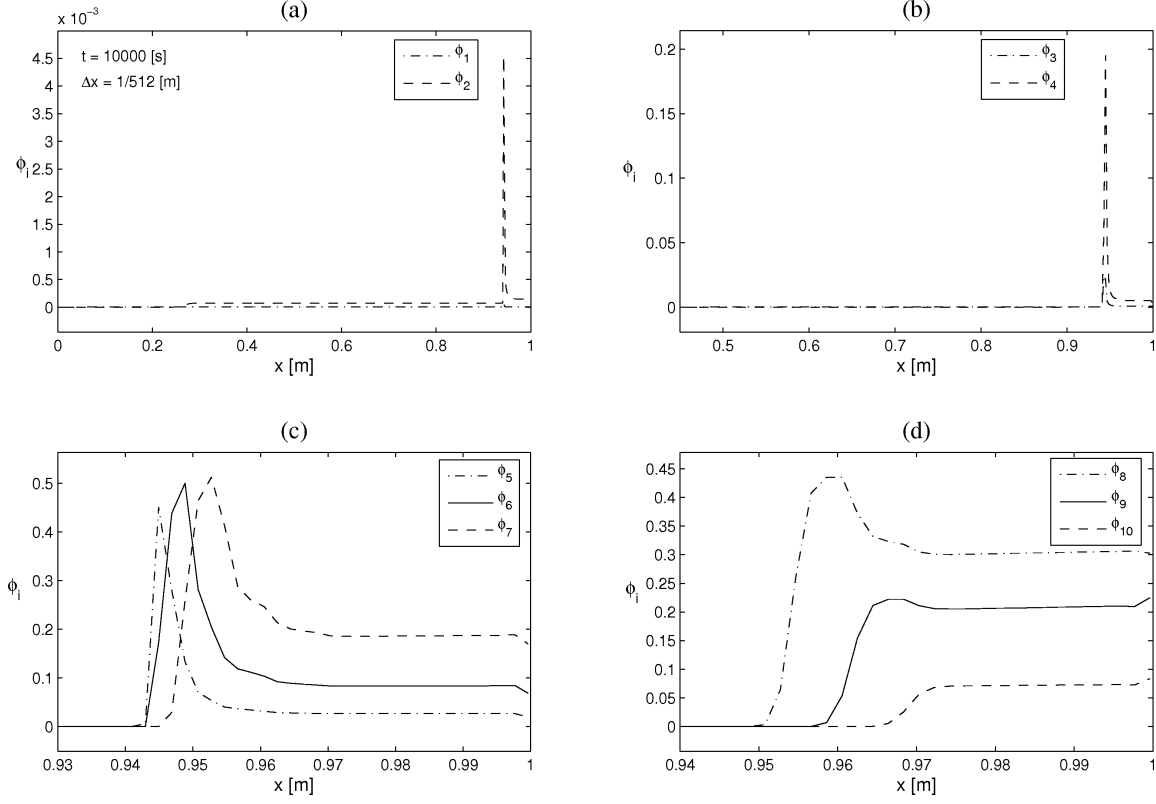 (a)
x 10⁻³
t = 10000 [s]
Δx = 1/512 [m]
ϕ₁
ϕ₂
4.5
4
3.5
3
2.5
2
1.5
1
0.5
0
ϕᵢ
0 0.2 0.4 0.6 0.8 1
x [m]
(b)
ϕ₃
ϕ₄
0.2
0.15
0.1
0.05
0
ϕᵢ
0.5 0.6 0.7 0.8 0.9 1
x [m]
(c)
ϕ₅
ϕ₆
ϕ₇
0.5
0.4
0.3
0.2
0.1
0
ϕᵢ
0.93 0.94 0.95 0.96 0.97 0.98 0.99 1
x [m]
(d)
ϕ₈
ϕ₉
ϕ₁₀
0.45
0.4
0.35
0.3
0.25
0.2
0.15
0.1
0.05
0
ϕᵢ
0.94 0.95 0.96 0.97 0.98 0.99 1
x [m]